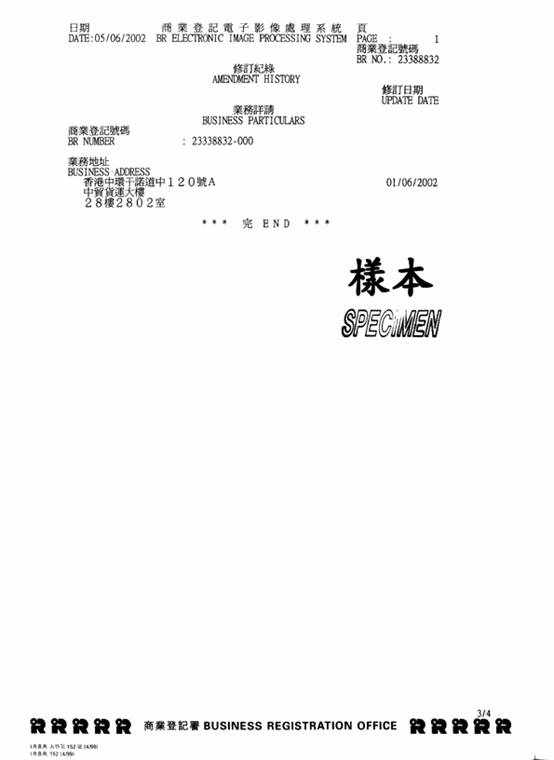 日期 商業登記電子影像處理系統 頁
DATE:05/06/2002 BR ELECTRONIC IMAGE PROCESSING SYSTEM PAGE : 1
商業登記號碼
BR NO.: 23388832
修訂紀錄
AMENDMENT HISTORY
修訂日期
UPDATE DATE
業務詳請
BUSINESS PARTICULARS
商業登記號碼
BR NUMBER : 23338832-000
業務地址
BUSINESS ADDRESS
香港中環干諾道中120號A 01/06/2002
中貿貨運大樓
28樓2802室
*** 完 END ***
樣本
SPECIMEN
3/4
商業登記署 BUSINESS REGISTRATION OFFICE
152 (4/99)
152 (4/99)